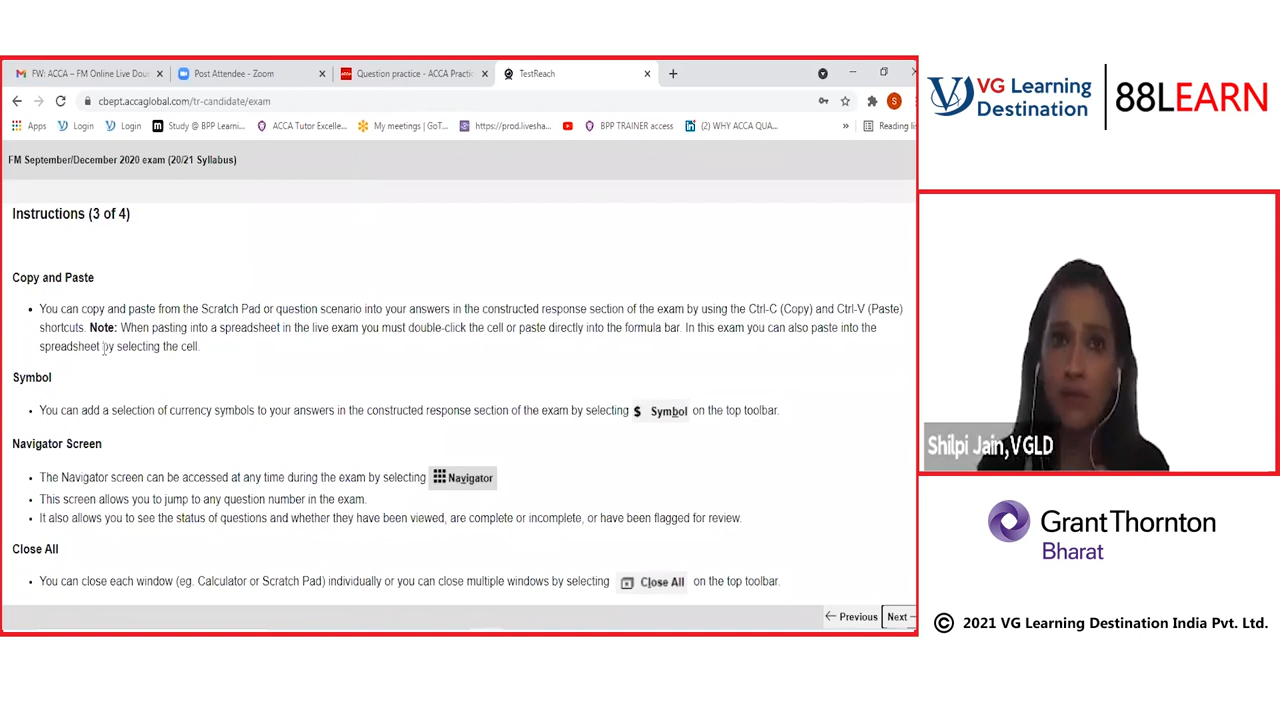 FW: ACCA – FM Online Live Dou
Post Attendee - Zoom
Question practice - ACCA Practic
TestReach
cbept.accaglobal.com/tr-candidate/exam
Apps
Login
Login
Study @ BPP Learni...
ACCA Tutor Excelle...
My meetings | GoT...
https://prod.livesha...
BPP TRAINER access
(2) WHY ACCA QUA...
»
Reading lis
FM September/December 2020 exam (20/21 Syllabus)
Instructions (3 of 4)
Copy and Paste
• You can copy and paste from the Scratch Pad or question scenario into your answers in the constructed response section of the exam by using the Ctrl-C (Copy) and Ctrl-V (Paste)
shortcuts. Note: When pasting into a spreadsheet in the live exam you must double-click the cell or paste directly into the formula bar. In this exam you can also paste into the
spreadsheet by selecting the cell.
Symbol
• You can add a selection of currency symbols to your answers in the constructed response section of the exam by selecting $ Symbol on the top toolbar.
Navigator Screen
• The Navigator screen can be accessed at any time during the exam by selecting Navigator
• This screen allows you to jump to any question number in the exam.
• It also allows you to see the status of questions and whether they have been viewed, are complete or incomplete, or have been flagged for review.
Close All
• You can close each window (eg. Calculator or Scratch Pad) individually or you can close multiple windows by selecting Close All on the top toolbar.
← Previous
Next
VG Learning
Destination
88LEARN
Shilpi Jain,VGLD
Grant Thornton
Bharat
© 2021 VG Learning Destination India Pvt. Ltd.